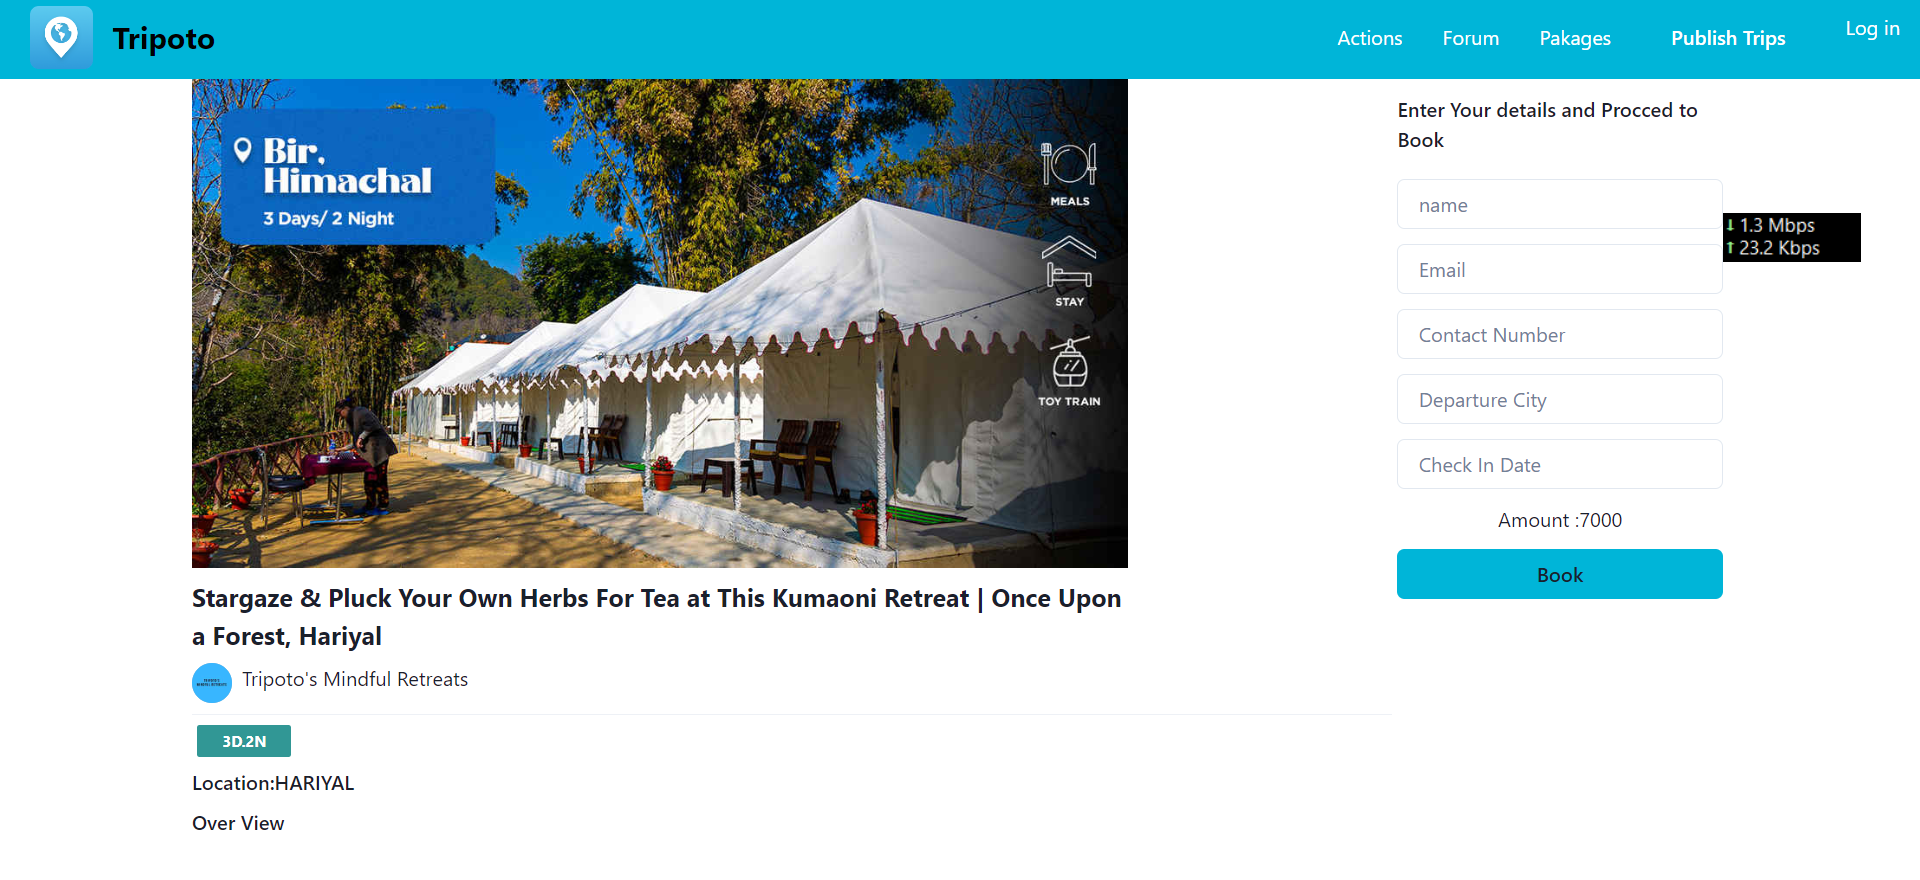 Tripoto
Actions
Forum
Pakages
Publish Trips
Log in
Bir,
Himachal
3 Days/ 2 Night
MEALS
STAY
TOY TRAIN
Enter Your details and Procced to
Book
name
Email
Contact Number
Departure City
Check In Date
Amount :7000
Book
1.3 Mbps
23.2 Kbps
Stargaze & Pluck Your Own Herbs For Tea at This Kumaoni Retreat | Once Upon
a Forest, Hariyal
Tripoto's Mindful Retreats
3D.2N
Location:HARIYAL
Over View